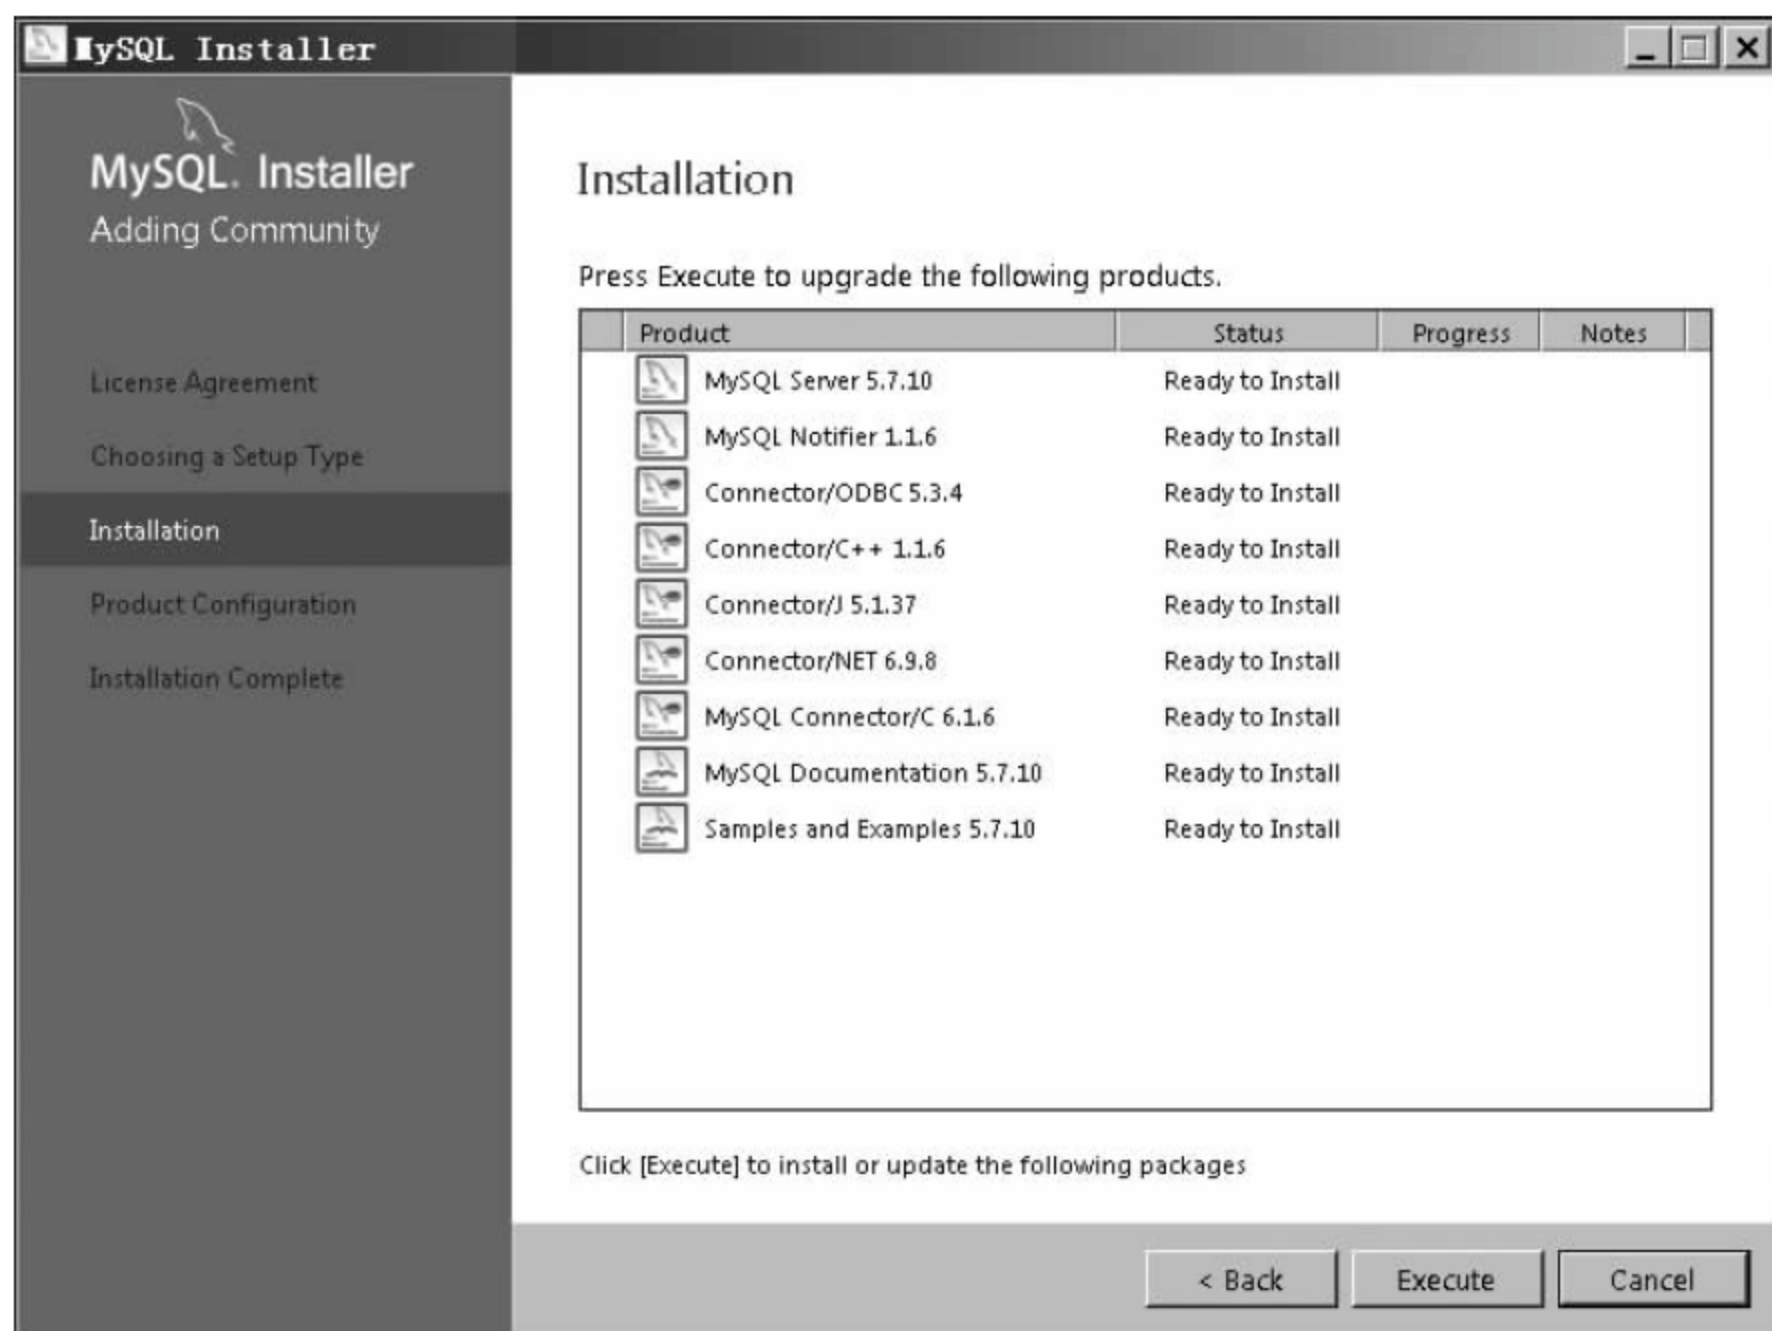 MySQL Installer
MySQL. Installer
Adding Community
License Agreement
Choosing a Setup Type
Installation
Product Configuration
Installation Complete
Installation
Press Execute to upgrade the following products.
Product Status Progress Notes
MySQL Server 5.7.10 Ready to Install
MySQL Notifier 1.1.6 Ready to Install
Connector/ODBC 5.3.4 Ready to Install
Connector/C++ 1.1.6 Ready to Install
Connector/J 5.1.37 Ready to Install
Connector/NET 6.9.8 Ready to Install
MySQL Connector/C 6.1.6 Ready to Install
MySQL Documentation 5.7.10 Ready to Install
Samples and Examples 5.7.10 Ready to Install
Click [Execute] to install or update the following packages
< Back Execute Cancel